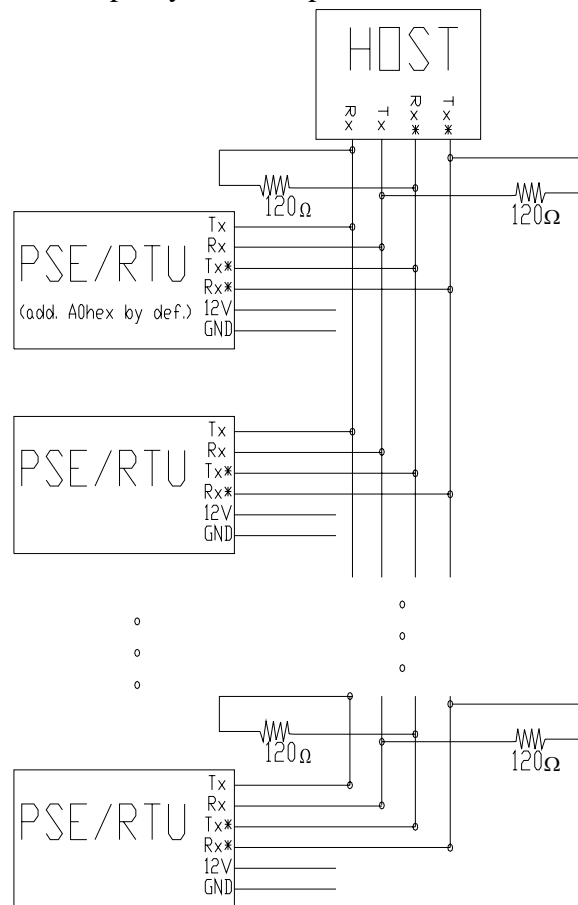 HOST
Rx Tx Rx* Tx*
120Ω 120Ω
Tx
Rx
PSE/RTU
Tx*
(add. A0hex by def.)
Rx*
12V
GND
Tx
Rx
PSE/RTU
Tx*
Rx*
12V
GND
120Ω 120Ω
Tx
Rx
PSE/RTU
Tx*
Rx*
12V
GND